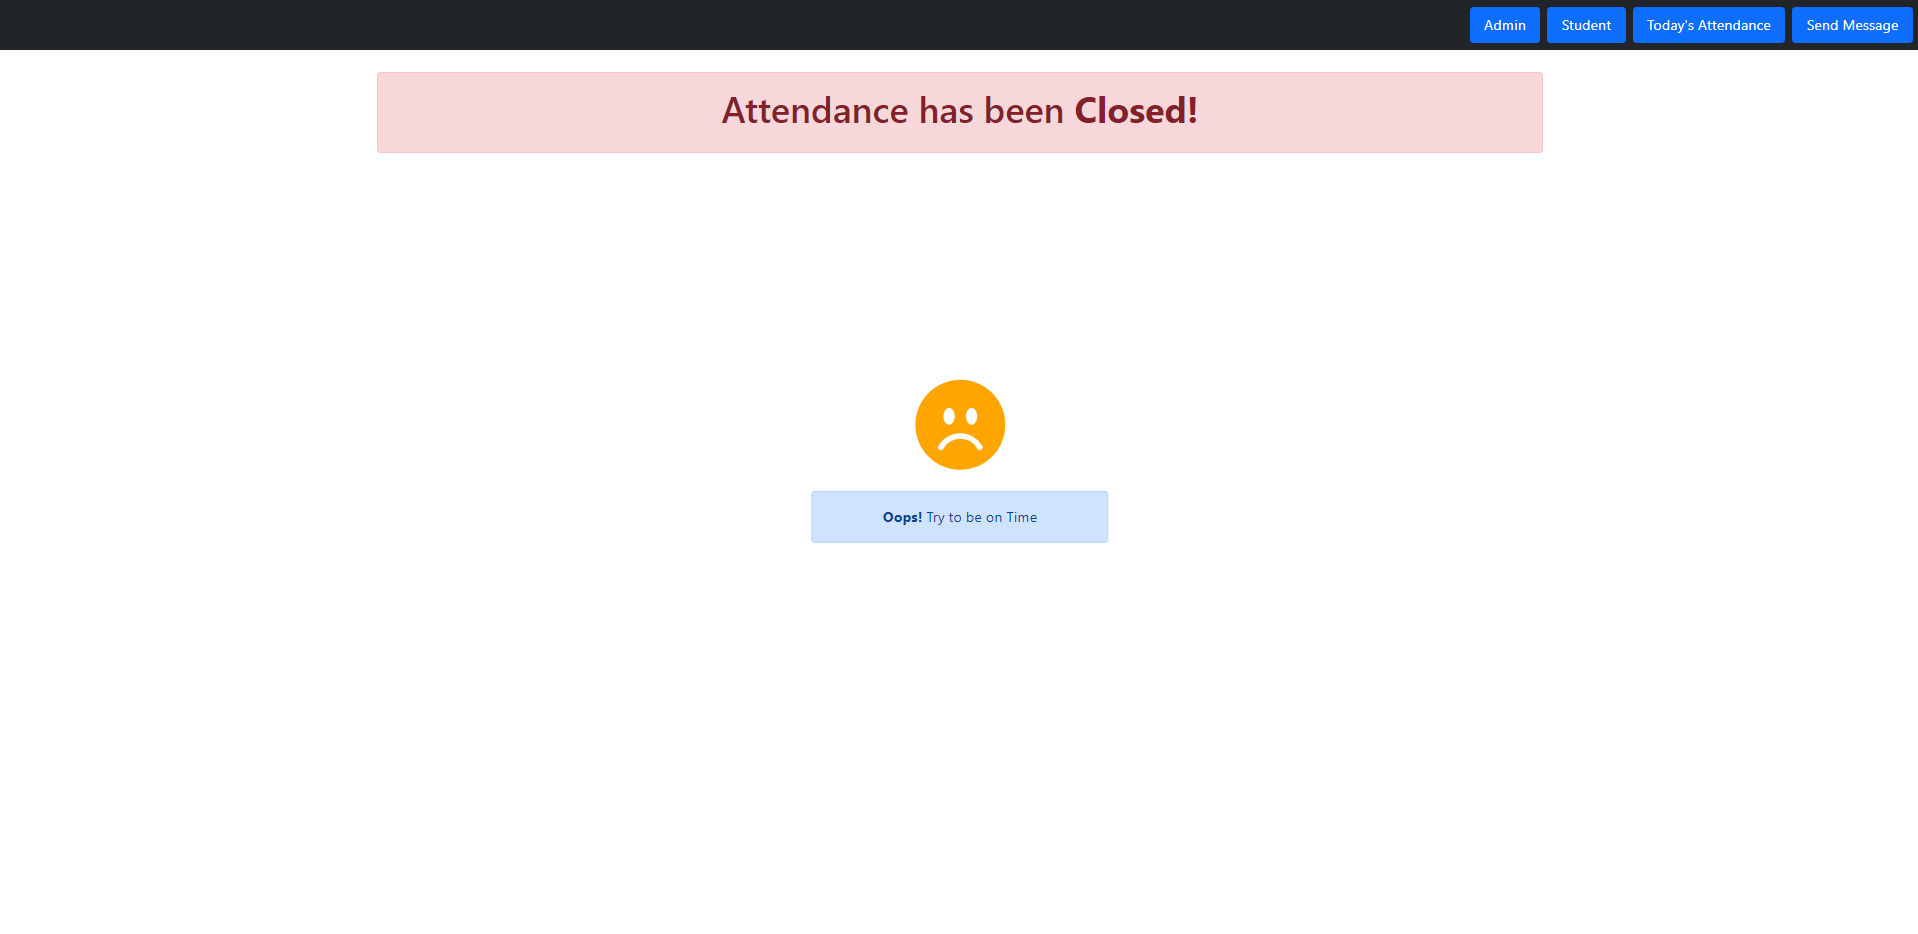 Admin Student Today's Attendance Send Message
Attendance has been Closed!
Oops! Try to be on Time